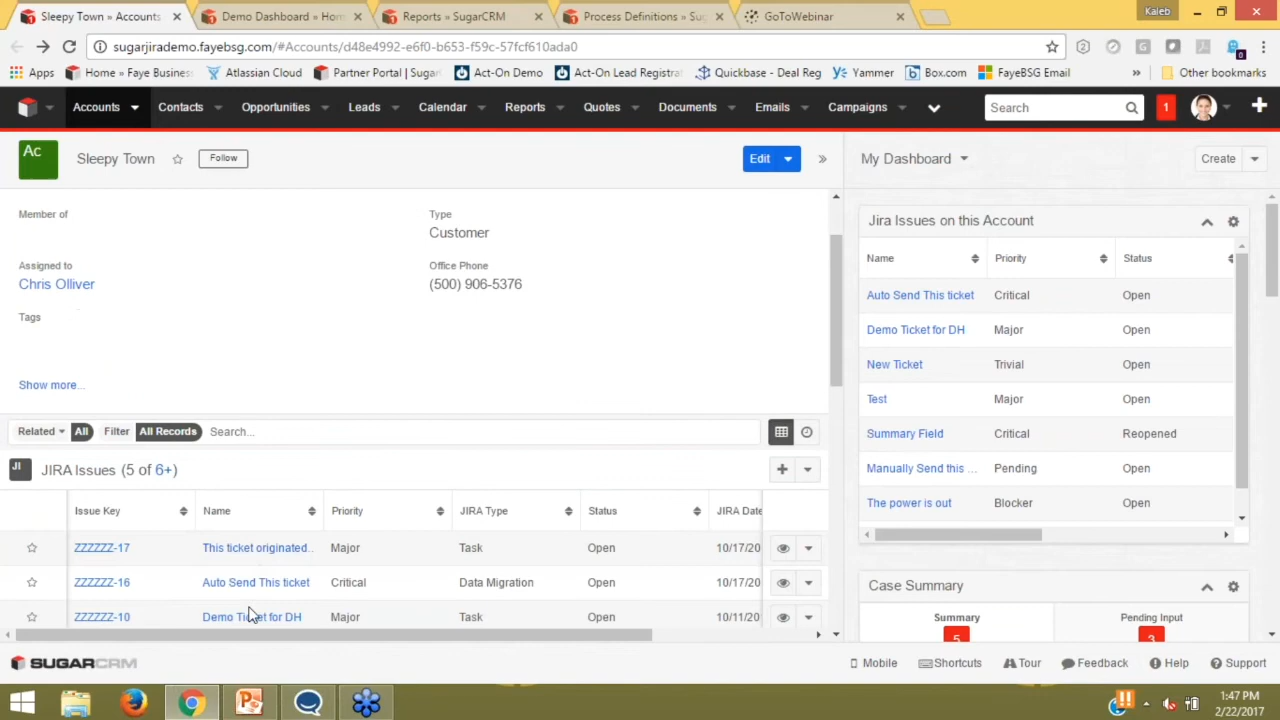 Sleepy Town » Accounts
Demo Dashboard » Hom
Reports » SugarCRM
Process Definitions » Sug
GoToWebinar
Kaleb
sugarjirademo.fayebsg.com/#Accounts/d48e4992-e6f0-b653-f59c-57fcf610ada0
0
Apps
Home » Faye Busines
Atlassian Cloud
Partner Portal | Sugar
Act-On Demo
Act-On Lead Registrat
Quickbase - Deal Reg
Yammer
Box.com
FayeBSG Email
»
Other bookmarks
Accounts
Contacts
Opportunities
Leads
Calendar
Reports
Quotes
Documents
Emails
Campaigns
Search
1
Ac
Sleepy Town
Follow
Edit
»
My Dashboard
Create
Member of
Type
Customer
Assigned to
Chris Olliver
Office Phone
(500) 906-5376
Tags
Show more...
Related
All
Filter
All Records
Search...
JI
JIRA Issues (5 of 6+)
Issue Key Name Priority JIRA Type Status JIRA Date
ZZZZZZ-17 This ticket originated.. Major Task Open 10/17/20
ZZZZZZ-16 Auto Send This ticket Critical Data Migration Open 10/17/20
ZZZZZZ-10 Demo Ticket for DH Major Task Open 10/11/20
Jira Issues on this Account
Name Priority Status
Auto Send This ticket Critical Open
Demo Ticket for DH Major Open
New Ticket Trivial Open
Test Major Open
Summary Field Critical Reopened
Manually Send this ... Pending Open
The power is out Blocker Open
Case Summary
Summary
5
Pending Input
3
SUGARCRM
Mobile
Shortcuts
Tour
Feedback
Help
Support
1:47 PM
2/22/2017